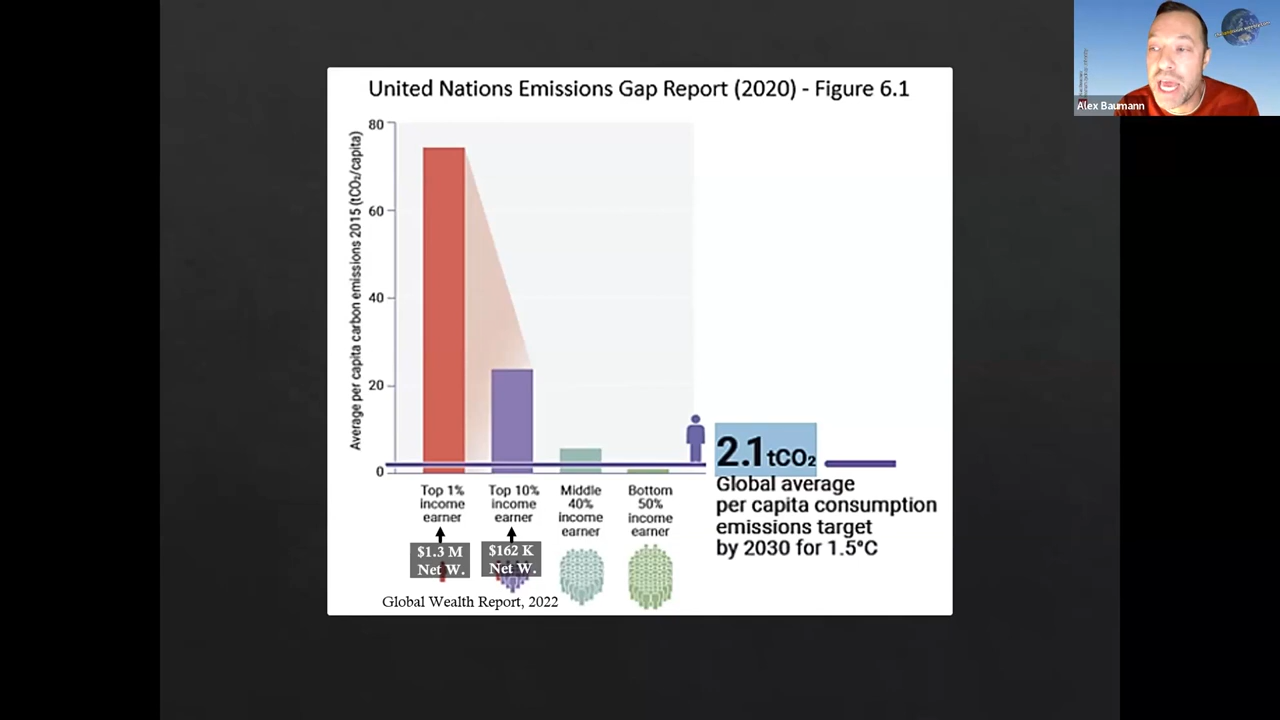 United Nations Emissions Gap Report (2020) - Figure 6.1
Average per capita carbon emissions 2015 (tCO₂/capita)
80
60
40
20
0
Top 1%
income
earner
Top 10%
income
earner
Middle
40%
income
earner
Bottom
50%
income
earner
$1.3 M
Net W.
$162 K
Net W.
Global Wealth Report, 2022
2.1 tCO₂
Global average
per capita consumption
emissions target
by 2030 for 1.5°C
Alex Baumann